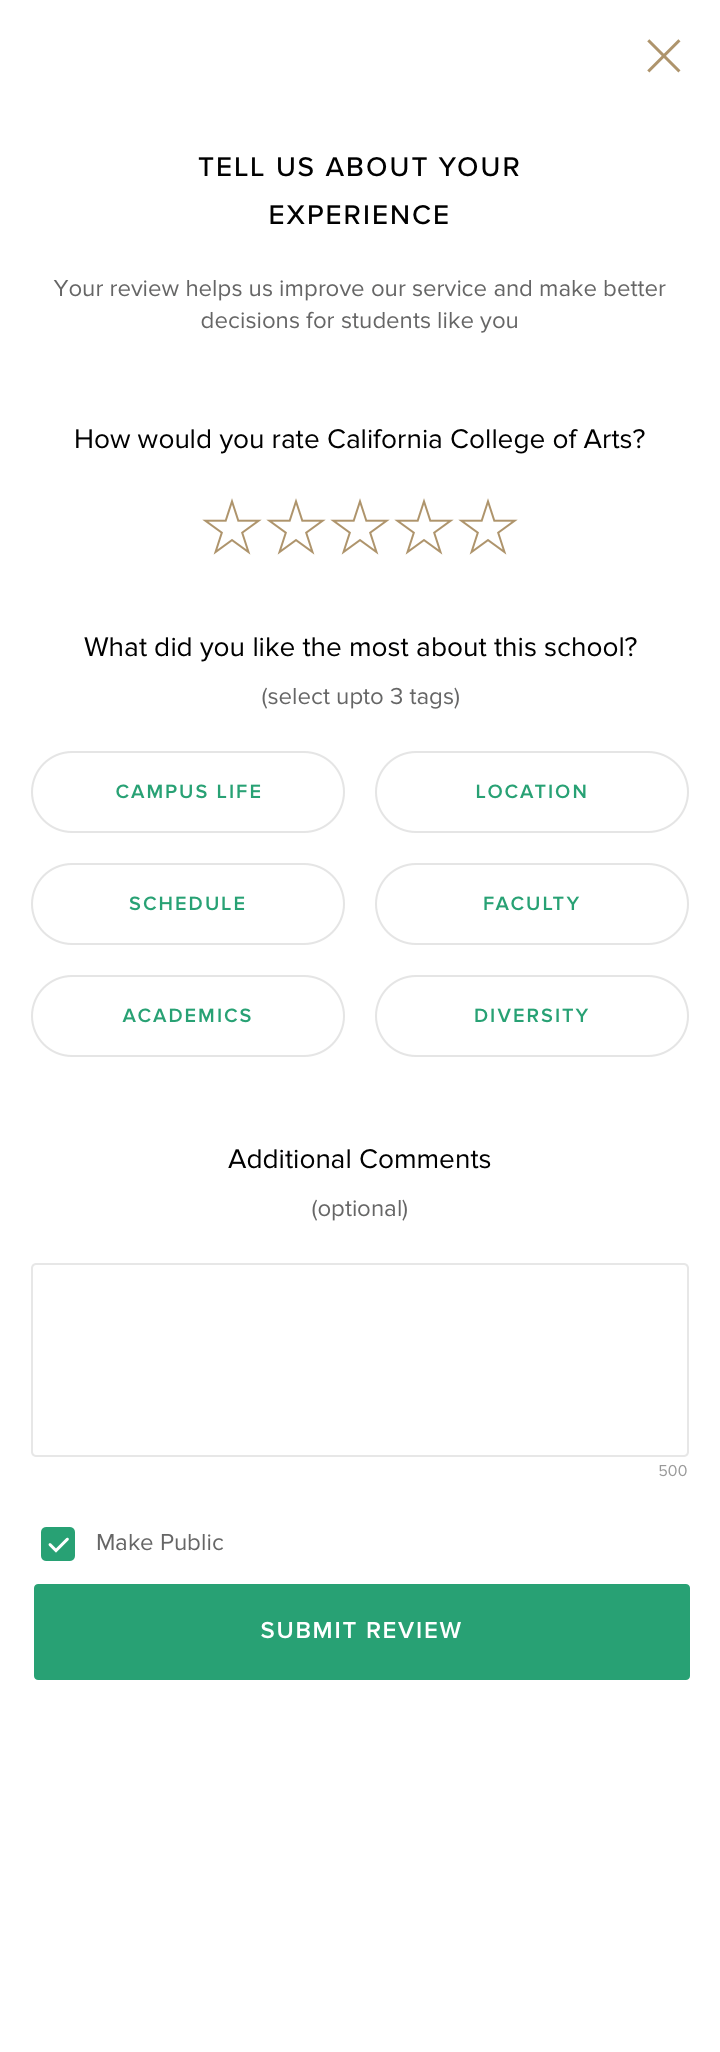 TELL US ABOUT YOUR
EXPERIENCE
Your review helps us improve our service and make better
decisions for students like you
How would you rate California College of Arts?
What did you like the most about this school?
(select upto 3 tags)
CAMPUS LIFE
LOCATION
SCHEDULE
FACULTY
ACADEMICS
DIVERSITY
Additional Comments
(optional)
500
Make Public
SUBMIT REVIEW